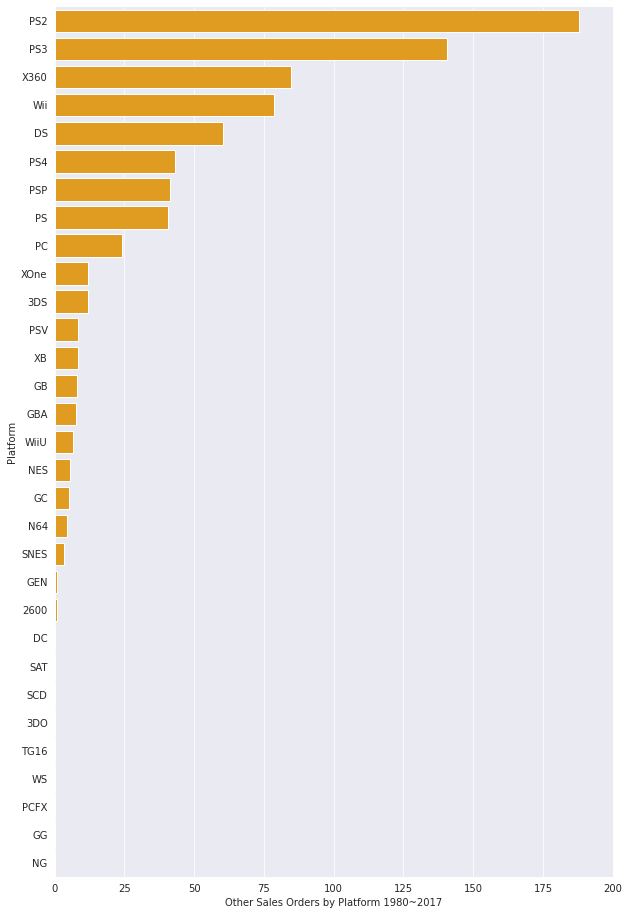 PS2
PS3
X360
Wii
DS
PS4
PSP
PS
PC
XOne
3DS
PSV
XB
GB
GBA
WiiU
NES
GC
N64
SNES
GEN
2600
DC
SAT
SCD
3DO
TG16
WS
PCFX
GG
NG
Platform
0 25 50 75 100 125 150 175 200
Other Sales Orders by Platform 1980~2017